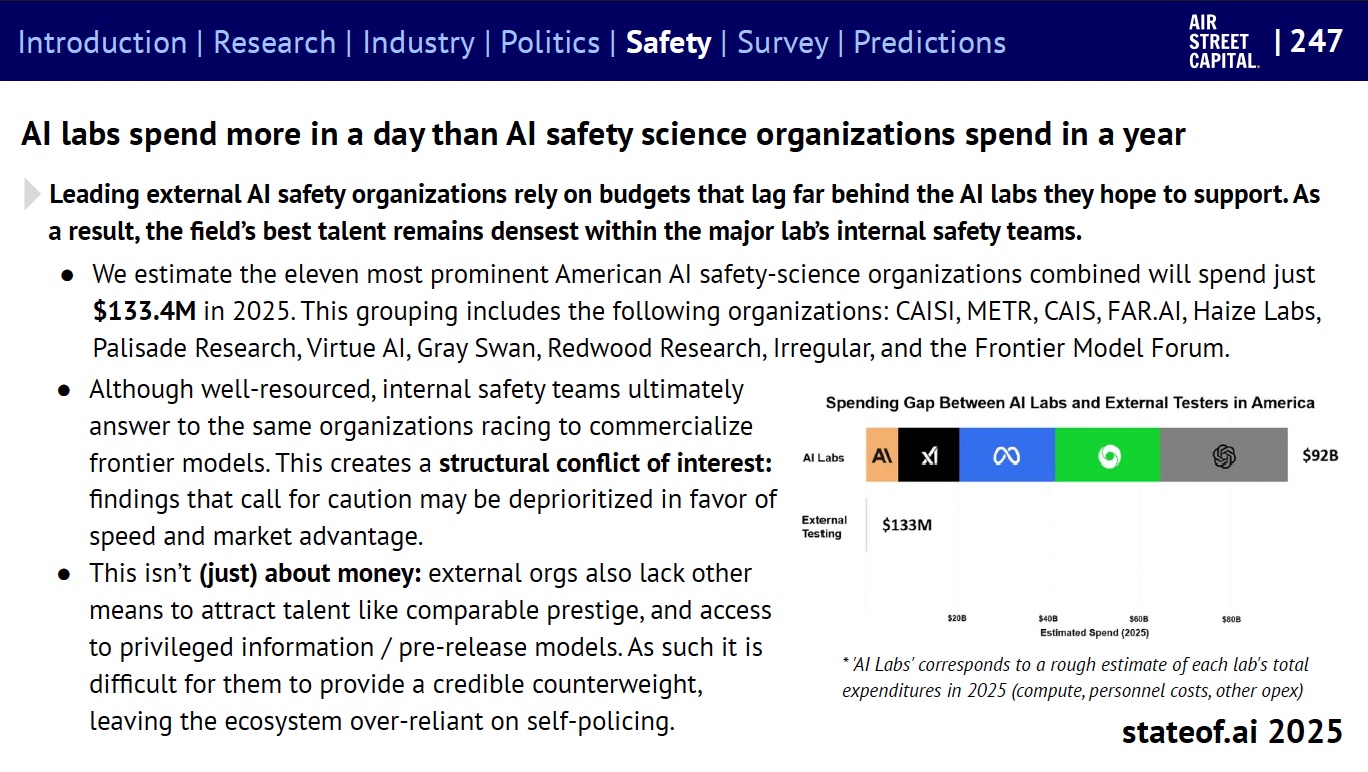 Introduction | Research | Industry | Politics | Safety | Survey | Predictions
AIR
STREET
CAPITAL.
| 247
AI labs spend more in a day than AI safety science organizations spend in a year
Leading external AI safety organizations rely on budgets that lag far behind the AI labs they hope to support. As
a result, the field’s best talent remains densest within the major lab’s internal safety teams.
● We estimate the eleven most prominent American AI safety-science organizations combined will spend just
$133.4M in 2025. This grouping includes the following organizations: CAISI, METR, CAIS, FAR.AI, Haize Labs,
Palisade Research, Virtue AI, Gray Swan, Redwood Research, Irregular, and the Frontier Model Forum.
● Although well-resourced, internal safety teams ultimately
answer to the same organizations racing to commercialize
frontier models. This creates a structural conflict of interest:
findings that call for caution may be deprioritized in favor of
speed and market advantage.
● This isn’t (just) about money: external orgs also lack other
means to attract talent like comparable prestige, and access
to privileged information / pre-release models. As such it is
difficult for them to provide a credible counterweight,
leaving the ecosystem over-reliant on self-policing.
Spending Gap Between AI Labs and External Testers in America
AI Labs
A\
xI
$92B
External
Testing
$133M
$20B $40B $60B $80B
Estimated Spend (2025)
* 'AI Labs' corresponds to a rough estimate of each lab's total
expenditures in 2025 (compute, personnel costs, other opex)
stateof.ai 2025